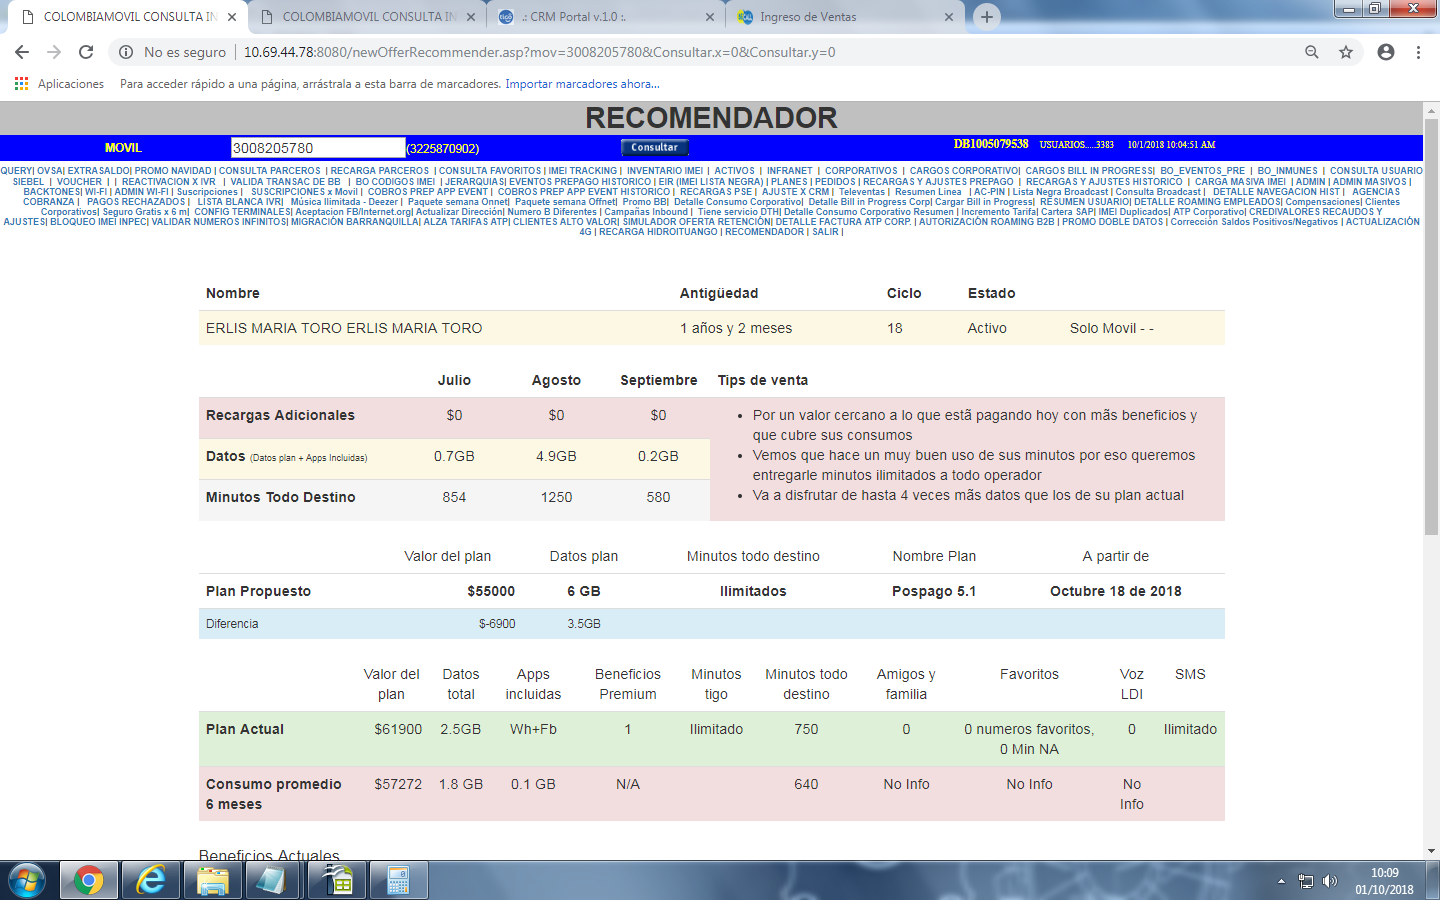 COLOMBIAMOVIL CONSULTA IN
COLOMBIAMOVIL CONSULTA IN
.: CRM Portal v.1.0 :.
Ingreso de Ventas
No es seguro | 10.69.44.78:8080/newOfferRecommender.asp?mov=3008205780&Consultar.x=0&Consultar.y=0
Aplicaciones Para acceder rápido a una página, arrástrala a esta barra de marcadores. Importar marcadores ahora...
RECOMENDADOR
MOVIL 3008205780 (3225870902) Consultar DB1005079538 USUARIOS.....3383 10/1/2018 10:04:51 AM
QUERY| OVSA| EXTRASALDO| PROMO NAVIDAD | CONSULTA PARCEROS | RECARGA PARCEROS | CONSULTA FAVORITOS | IMEI TRACKING | INVENTARIO IMEI | ACTIVOS | INFRANET | CORPORATIVOS | CARGOS CORPORATIVO| CARGOS BILL IN PROGRESS| BO_EVENTOS_PRE | BO_INMUNES | CONSULTA USUARIO
SIEBEL | VOUCHER | | REACTIVACION X IVR | VALIDA TRANSAC DE BB | BO CODIGOS IMEI | JERARQUIAS| EVENTOS PREPAGO HISTORICO | EIR (IMEI LISTA NEGRA) | PLANES | PEDIDOS | RECARGAS Y AJUSTES PREPAGO | RECARGAS Y AJUSTES HISTORICO | CARGA MASIVA IMEI | ADMIN | ADMIN MASIVOS |
BACKTONES| WI-FI | ADMIN WI-FI | Suscripciones | SUSCRIPCIONES x Movil | COBROS PREP APP EVENT | COBROS PREP APP EVENT HISTORICO | RECARGAS PSE | AJUSTE X CRM | Televentas | Resumen Linea | AC-PIN | Lista Negra Broadcast | Consulta Broadcast | DETALLE NAVEGACION HIST | AGENCIAS
COBRANZA | PAGOS RECHAZADOS | LISTA BLANCA IVR| Música Ilimitada - Deezer | Paquete semana Onnet| Paquete semana Offnet| Promo BB| Detalle Consumo Corporativo| Detalle Bill in Progress Corp| Cargar Bill in Progress| RESUMEN USUARIO| DETALLE ROAMING EMPLEADOS| Compensaciones| Clientes
Corporativos| Seguro Gratis x 6 m| CONFIG TERMINALES| Aceptacion FB/Internet.org| Actualizar Dirección| Numero B Diferentes | Campañas Inbound | Tiene servicio DTH| Detalle Consumo Corporativo Resumen | Incremento Tarifa| Cartera SAP| IMEI Duplicados| ATP Corporativo| CREDIVALORES RECAUDOS Y
AJUSTES| BLOQUEO IMEI INPEC| VALIDAR NUMEROS INFINITOS| MIGRACIÓN BARRANQUILLA| ALZA TARIFAS ATP| CLIENTES ALTO VALOR| SIMULADOR OFERTA RETENCIÓN| DETALLE FACTURA ATP CORP. | AUTORIZACIÓN ROAMING B2B | PROMO DOBLE DATOS | Corrección Saldos Positivos/Negativos | ACTUALIZACIÓN
4G | RECARGA HIDROITUANGO | RECOMENDADOR | SALIR |
Nombre Antigüedad Ciclo Estado
ERLIS MARIA TORO ERLIS MARIA TORO 1 años y 2 meses 18 Activo Solo Movil - -
Julio Agosto Septiembre Tips de venta
Recargas Adicionales $0 $0 $0
Datos (Datos plan + Apps Incluidas) 0.7GB 4.9GB 0.2GB
Minutos Todo Destino 854 1250 580
• Por un valor cercano a lo que estã pagando hoy con mãs beneficios y
que cubre sus consumos
• Vemos que hace un muy buen uso de sus minutos por eso queremos
entregarle minutos ilimitados a todo operador
• Va a disfrutar de hasta 4 veces mãs datos que los de su plan actual
Valor del plan Datos plan Minutos todo destino Nombre Plan A partir de
Plan Propuesto $55000 6 GB Ilimitados Pospago 5.1 Octubre 18 de 2018
Diferencia $-6900 3.5GB
Valor del plan Datos total Apps incluidas Beneficios Premium Minutos tigo Minutos todo destino Amigos y familia Favoritos Voz LDI SMS
Plan Actual $61900 2.5GB Wh+Fb 1 Ilimitado 750 0 0 numeros favoritos, 0 Min NA 0 Ilimitado
Consumo promedio 6 meses $57272 1.8 GB 0.1 GB N/A 640 No Info No Info No Info
Beneficios Actuales
10:09
01/10/2018